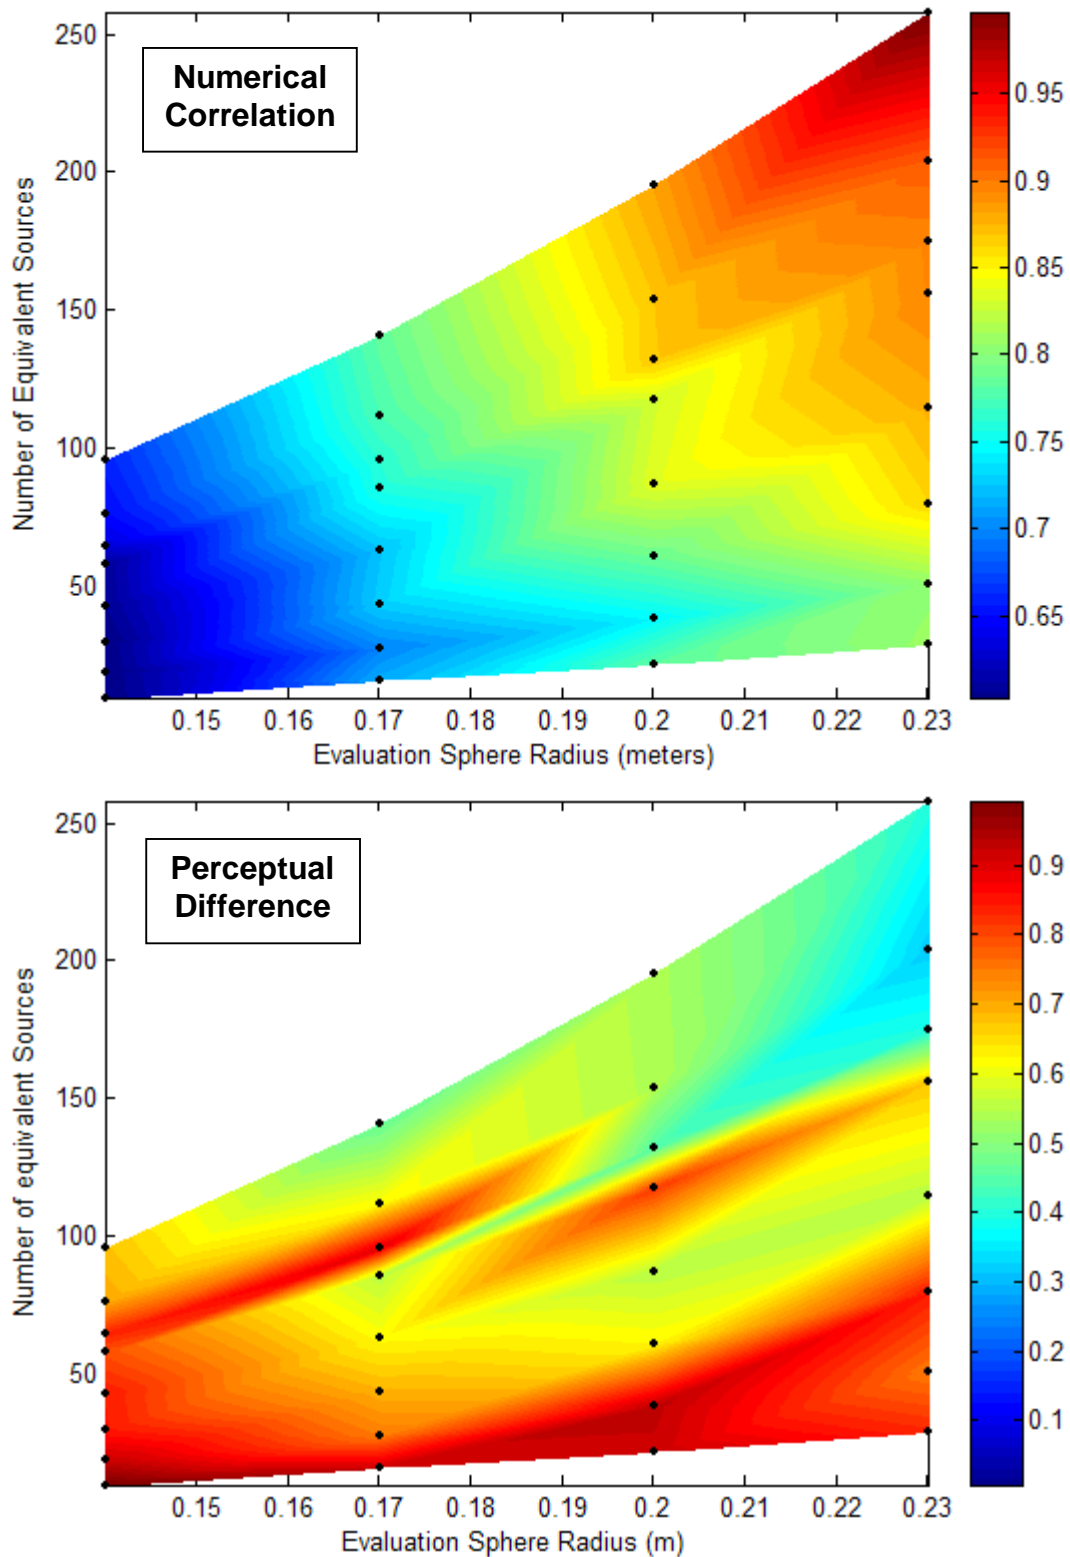 Numerical
Correlation
Number of Equivalent Sources
250
200
150
100
50
0.15 0.16 0.17 0.18 0.19 0.2 0.21 0.22 0.23
Evaluation Sphere Radius (meters)
0.95
0.9
0.85
0.8
0.75
0.7
0.65
Perceptual
Difference
Number of equivalent Sources
250
200
150
100
50
0.15 0.16 0.17 0.18 0.19 0.2 0.21 0.22 0.23
Evaluation Sphere Radius (m)
0.9
0.8
0.7
0.6
0.5
0.4
0.3
0.2
0.1